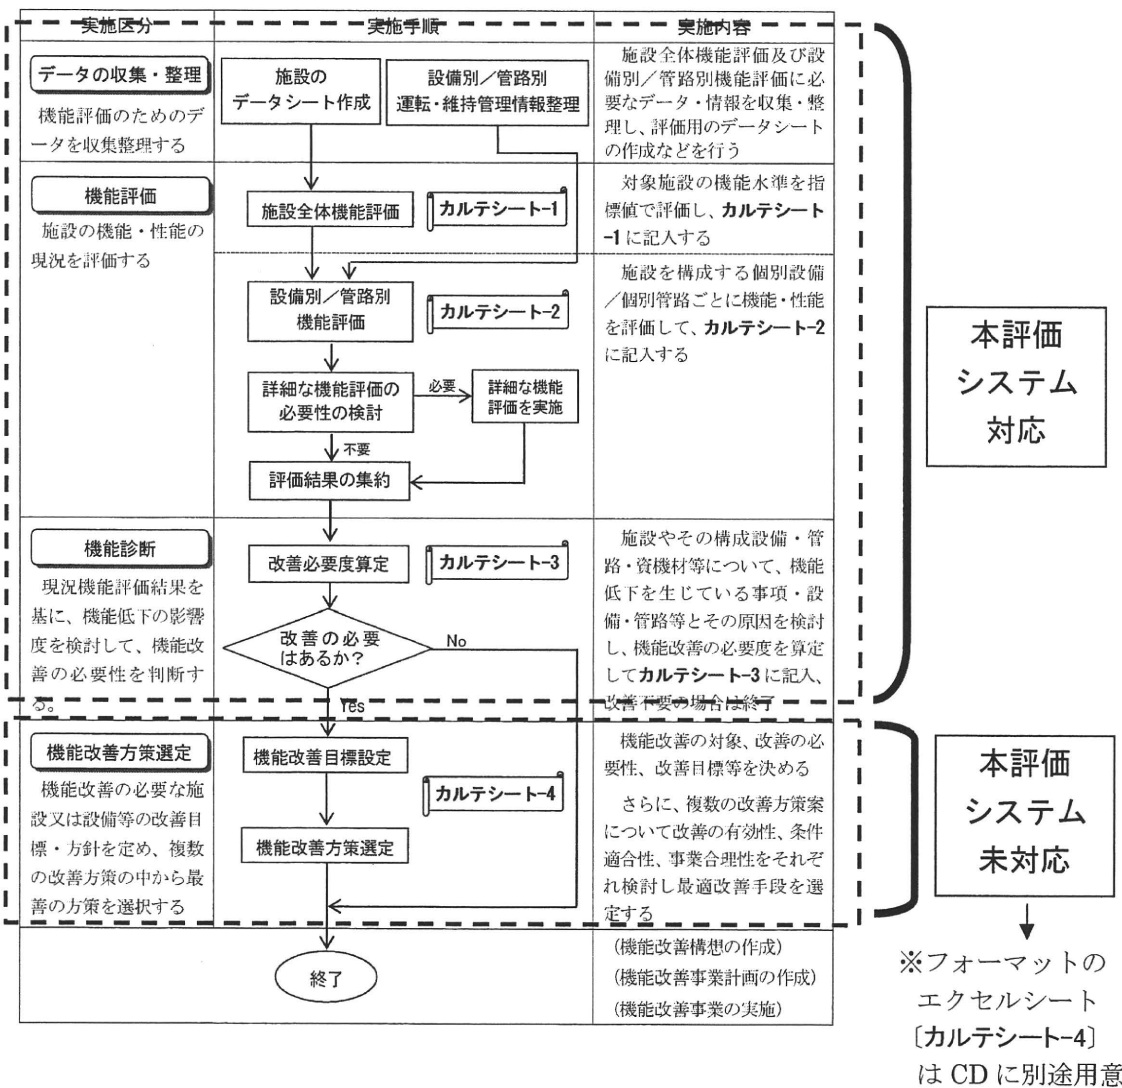 実施区分
実施手順
実施内容
データの収集・整理
機能評価のためのデ
ータを収集整理する
施設の
データシート作成
設備別／管路別
運転・維持管理情報整理
施設全体機能評価及び設
備別／管路別機能評価に必
要なデータ・情報を収集・整
理し、評価用のデータシート
の作成などを行う
機能評価
施設の機能・性能の
現況を評価する
施設全体機能評価
カルテシート-1
対象施設の機能水準を指
標値で評価し、カルテシート
-1に記入する
設備別／管路別
機能評価
カルテシート-2
施設を構成する個別設備
／個別管路ごとに機能・性能
を評価して、カルテシート-2
に記入する
詳細な機能評価の
必要性の検討
必要
詳細な機能
評価を実施
不要
評価結果の集約
機能診断
現況機能評価結果を
基に、機能低下の影響
度を検討して、機能改
善の必要性を判断す
る。
改善必要度算定
カルテシート-3
改善の必要
はあるか？
No
Yes
施設やその構成設備・管
路・資機材等について、機能
低下を生じている事項・設
備・管路等とその原因を検討
し、機能改善の必要度を算定
してカルテシート-3に記入、
改善不要の場合は終了
機能改善方策選定
機能改善の必要な施
設又は設備等の改善目
標・方針を定め、複数
の改善方策の中から最
善の方策を選択する
機能改善目標設定
カルテシート-4
機能改善方策選定
機能改善の対象、改善の必
要性、改善目標等を決める
さらに、複数の改善方策案
について改善の有効性、条件
適合性、事業合理性をそれぞ
れ検討し最適改善手段を選
定する
終了
(機能改善構想の作成)
(機能改善事業計画の作成)
(機能改善事業の実施)
本評価
システム
対応
本評価
システム
未対応
※フォーマットの
エクセルシート
〔カルテシート-4〕
は CD に別途用意